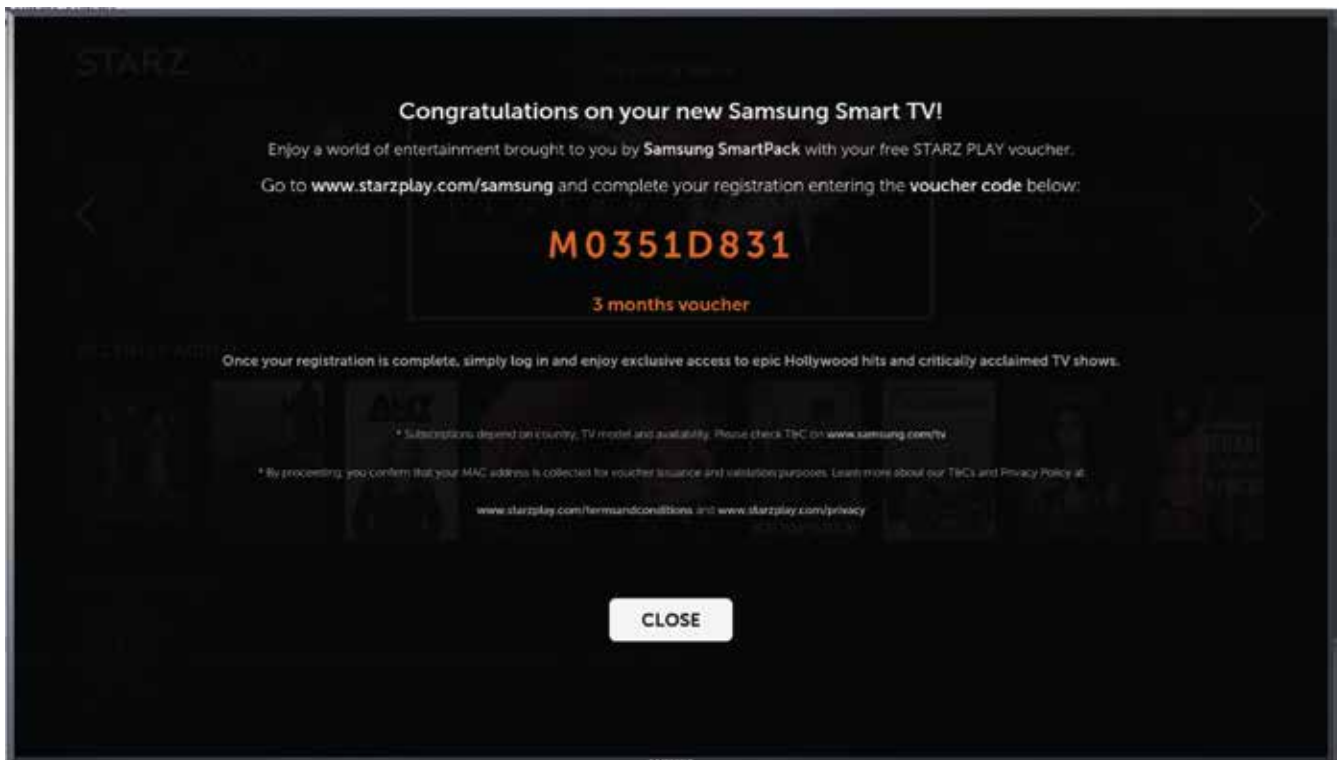 STARZ
Congratulations on your new Samsung Smart TV!
Enjoy a world of entertainment brought to you by Samsung SmartPack with your free STARZ PLAY voucher.
Go to www.starzplay.com/samsung and complete your registration entering the voucher code below:
M0351D831
3 months voucher
RECENTLY ADDED
Once your registration is complete, simply log in and enjoy exclusive access to epic Hollywood hits and critically acclaimed TV shows.
* Subscriptions depend on country, TV model and availability. Please check T&C on www.samsung.com/tv
* By proceeding, you confirm that your MAC address is collected for voucher issuance and validation purposes. Learn more about our T&Cs and Privacy Policy at
www.starzplay.com/termsandconditions and www.starzplay.com/privacy
CLOSE